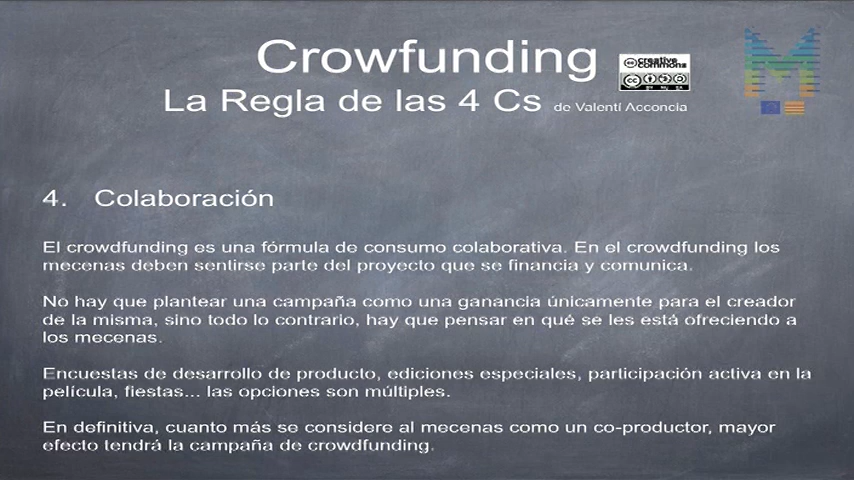 Crowfunding
creative commons
BY NC SA
La Regla de las 4 Cs de Valentí Acconcia
4. Colaboración
El crowdfunding es una fórmula de consumo colaborativa. En el crowdfunding los
mecenas deben sentirse parte del proyecto que se financia y comunica.
No hay que plantear una campaña como una ganancia únicamente para el creador
de la misma, sino todo lo contrario, hay que pensar en qué se les está ofreciendo a
los mecenas.
Encuestas de desarrollo de producto, ediciones especiales, participación activa en la
película, fiestas... las opciones son múltiples.
En definitiva, cuanto más se considere al mecenas como un co-productor, mayor
efecto tendrá la campaña de crowdfunding.